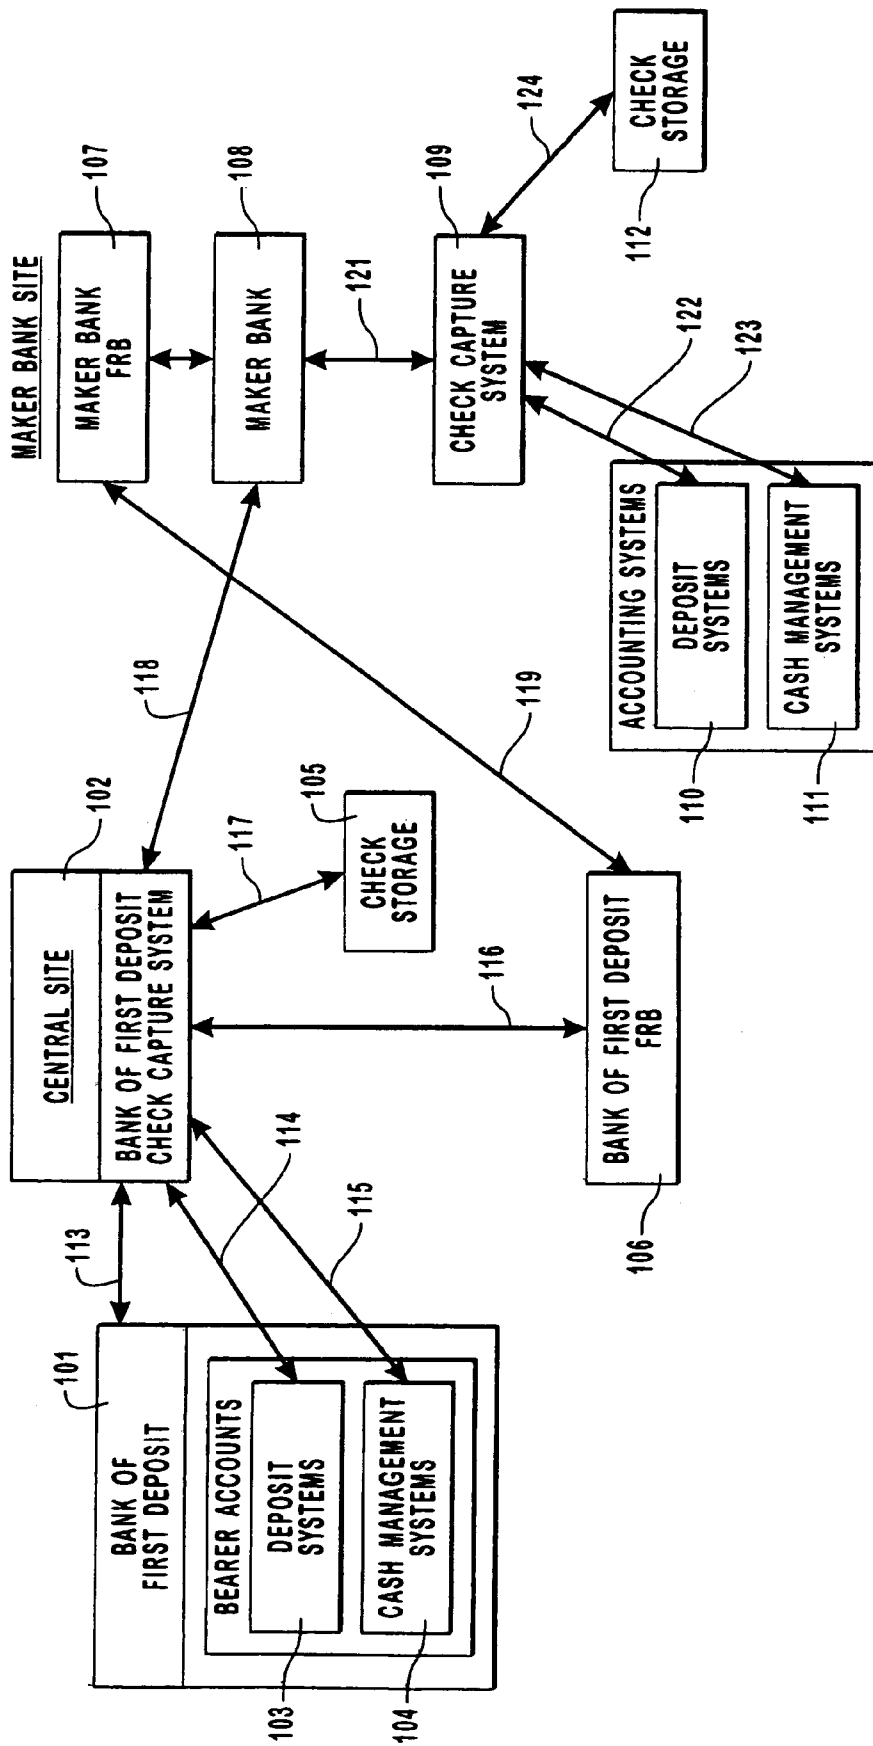 101
BANK OF
FIRST DEPOSIT
BEARER ACCOUNTS
DEPOSIT
SYSTEMS
CASH MANAGEMENT
SYSTEMS
103
104
113
114
115
102
CENTRAL SITE
BANK OF FIRST DEPOSIT
CHECK CAPTURE SYSTEM
117
105
CHECK
STORAGE
116
BANK OF FIRST DEPOSIT
FRB
106
118
119
MAKER BANK SITE
107
MAKER BANK
FRB
108
MAKER BANK
121
109
CHECK CAPTURE
SYSTEM
124
CHECK
STORAGE
112
122
123
ACCOUNTING SYSTEMS
DEPOSIT
SYSTEMS
CASH MANAGEMENT
SYSTEMS
110
111